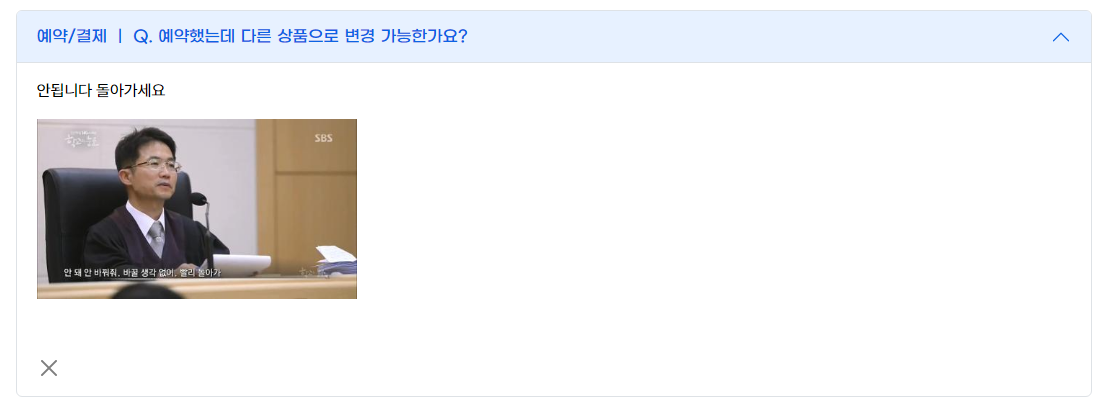 예약/결제 | Q. 예약했는데 다른 상품으로 변경 가능한가요?
안됩니다 돌아가세요
SBS
안 돼 안 바꿔줘. 바꿀 생각 없어. 빨리 돌아가